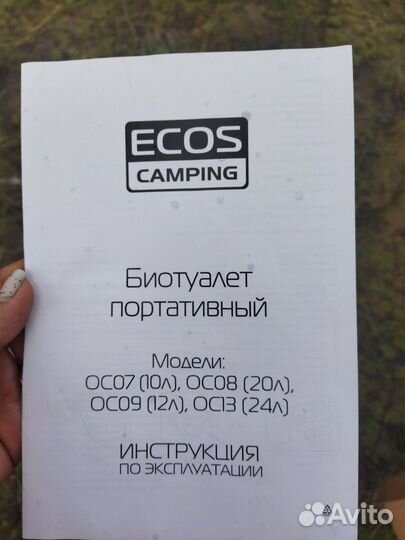 ECOS
CAMPING
Биотуалет
портативный
Модели:
ОС07 (10л), ОС08 (20л),
ОС09 (12л), ОС13 (24л)
ИНСТРУКЦИЯ
ПО ЭКСПЛУАТАЦИИ
Avito